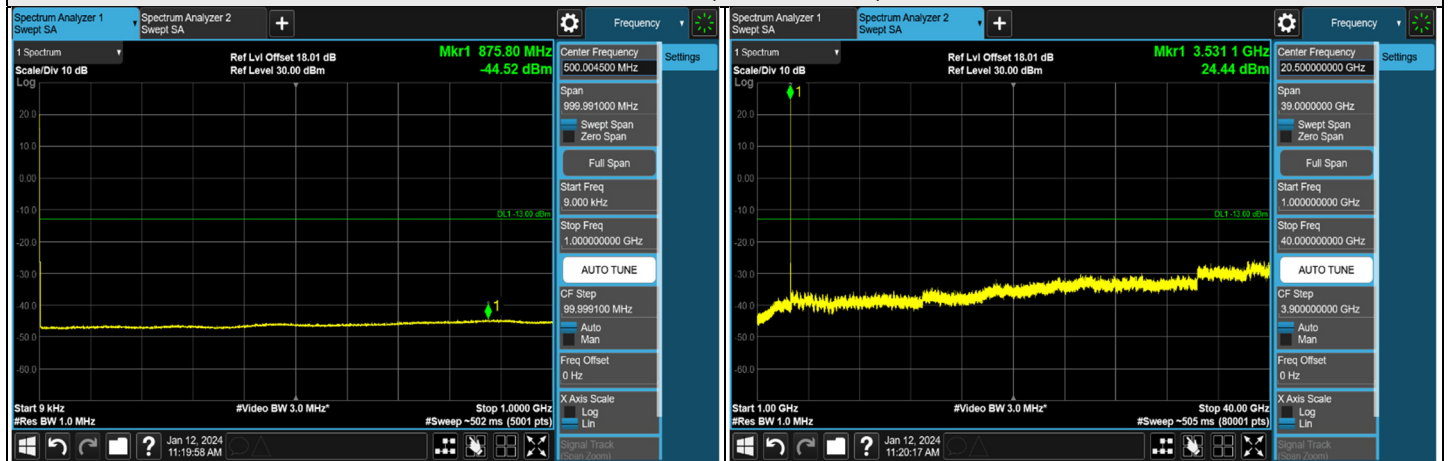 Spectrum Analyzer 1
Swept SA
Spectrum Analyzer 2
Swept SA
Frequency
1 Spectrum
Scale/Div 10 dB
Ref Lvl Offset 18.01 dB
Ref Level 30.00 dBm
Mkr1 875.80 MHz
-44.52 dBm
Log
20.0
10.0
0.00
-10.0
-20.0
-30.0
-40.0
-50.0
-60.0
DL1 -13.00 dBm
1
Start 9 kHz
#Res BW 1.0 MHz
#Video BW 3.0 MHz*
Stop 1.0000 GHz
#Sweep ~502 ms (5001 pts)
Center Frequency
500.004500 MHz
Settings
Span
999.991000 MHz
Swept Span
Zero Span
Full Span
Start Freq
9.000 kHz
Stop Freq
1.000000000 GHz
AUTO TUNE
CF Step
99.999100 MHz
Auto
Man
Freq Offset
0 Hz
X Axis Scale
Log
Lin
Signal Track
(Span Zoom)
?
Jan 12, 2024
11:19:58 AM
Spectrum Analyzer 1
Swept SA
Spectrum Analyzer 2
Swept SA
Frequency
1 Spectrum
Scale/Div 10 dB
Ref Lvl Offset 18.01 dB
Ref Level 30.00 dBm
Mkr1 3.531 1 GHz
24.44 dBm
Log
20.0
10.0
0.00
-10.0
-20.0
-30.0
-40.0
-50.0
-60.0
DL1 -13.00 dBm
1
Start 1.00 GHz
#Res BW 1.0 MHz
#Video BW 3.0 MHz*
Stop 40.00 GHz
#Sweep ~505 ms (80001 pts)
Center Frequency
20.500000000 GHz
Settings
Span
39.0000000 GHz
Swept Span
Zero Span
Full Span
Start Freq
1.000000000 GHz
Stop Freq
40.000000000 GHz
AUTO TUNE
CF Step
3.900000000 GHz
Auto
Man
Freq Offset
0 Hz
X Axis Scale
Log
Lin
Signal Track
(Span Zoom)
?
Jan 12, 2024
11:20:17 AM